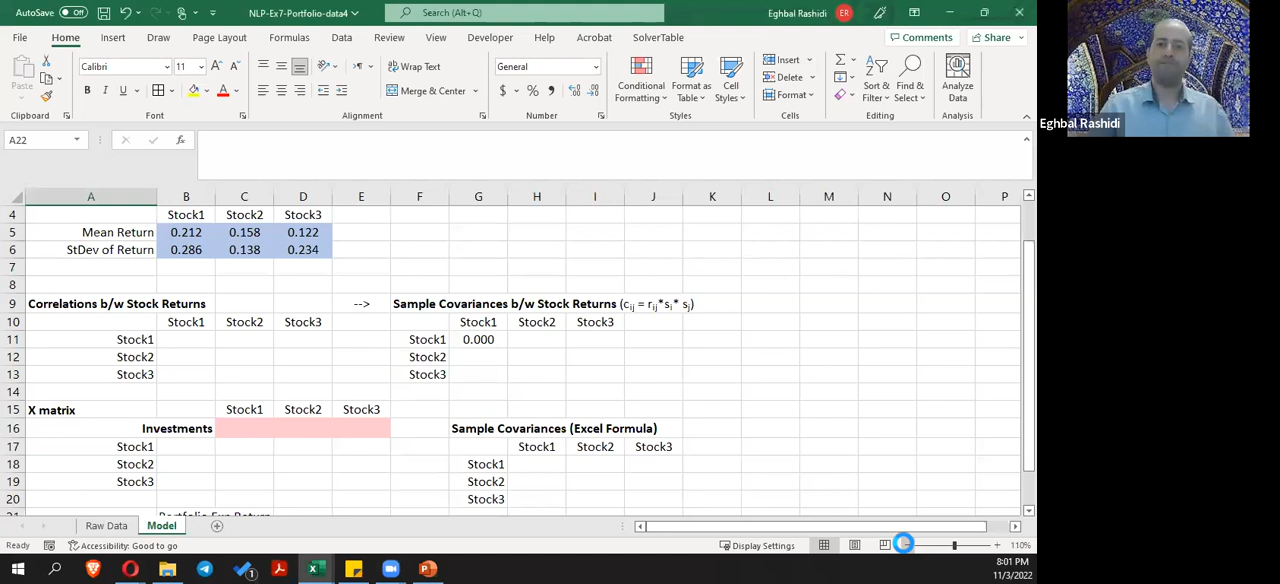 AutoSave Off NLP-Ex7-Portfolio-data4 Search (Alt+Q) Eghbal Rashidi ER
File Home Insert Draw Page Layout Formulas Data Review View Developer Help Acrobat SolverTable Comments Share
Calibri 11 Wrap Text General Insert
Paste Merge & Center Conditional Formatting Format as Table Cell Styles Delete Sort & Filter Find & Select Analyze Data
Format
Clipboard Font Alignment Number Styles Cells Editing Analysis
Eghbal Rashidi
A22 fx
A B C D E F G H I J K L M N O P
4 Stock1 Stock2 Stock3
5 Mean Return 0.212 0.158 0.122
6 StDev of Return 0.286 0.138 0.234
7
8
9 Correlations b/w Stock Returns --> Sample Covariances b/w Stock Returns (cij = rij*si* sj)
10 Stock1 Stock2 Stock3 Stock1 Stock2 Stock3
11 Stock1 Stock1 0.000
12 Stock2 Stock2
13 Stock3 Stock3
14
15 X matrix Stock1 Stock2 Stock3
16 Investments Sample Covariances (Excel Formula)
17 Stock1 Stock1 Stock2 Stock3
18 Stock2 Stock1
19 Stock3 Stock2
20 Stock3
21 Portfolio Exp Return
Raw Data Model
Ready Accessibility: Good to go Display Settings 110%
8:01 PM
11/3/2022